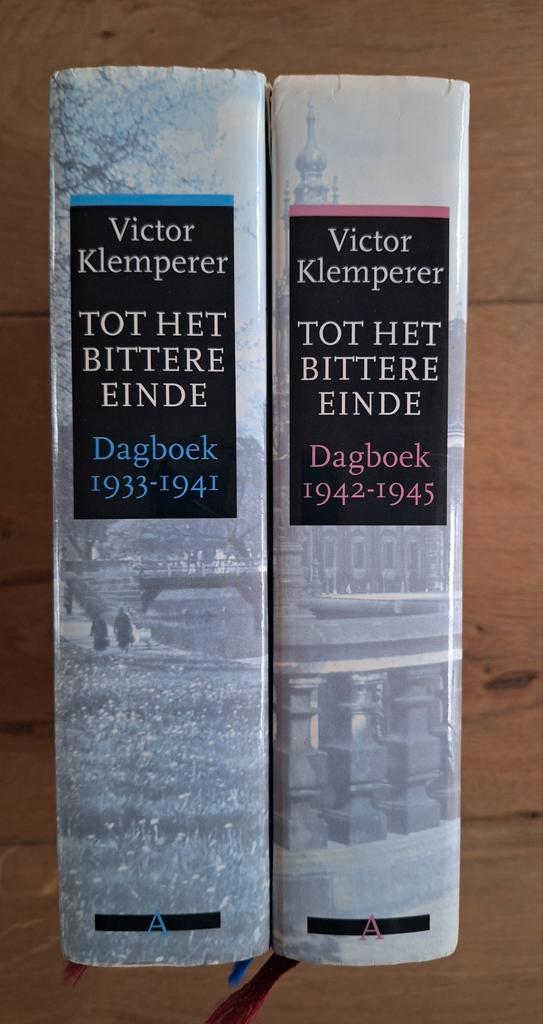 Victor
Klemperer
TOT HET
BITTERE
EINDE
Dagboek
1933-1941
A
Victor
Klemperer
TOT HET
BITTERE
EINDE
Dagboek
1942-1945
A